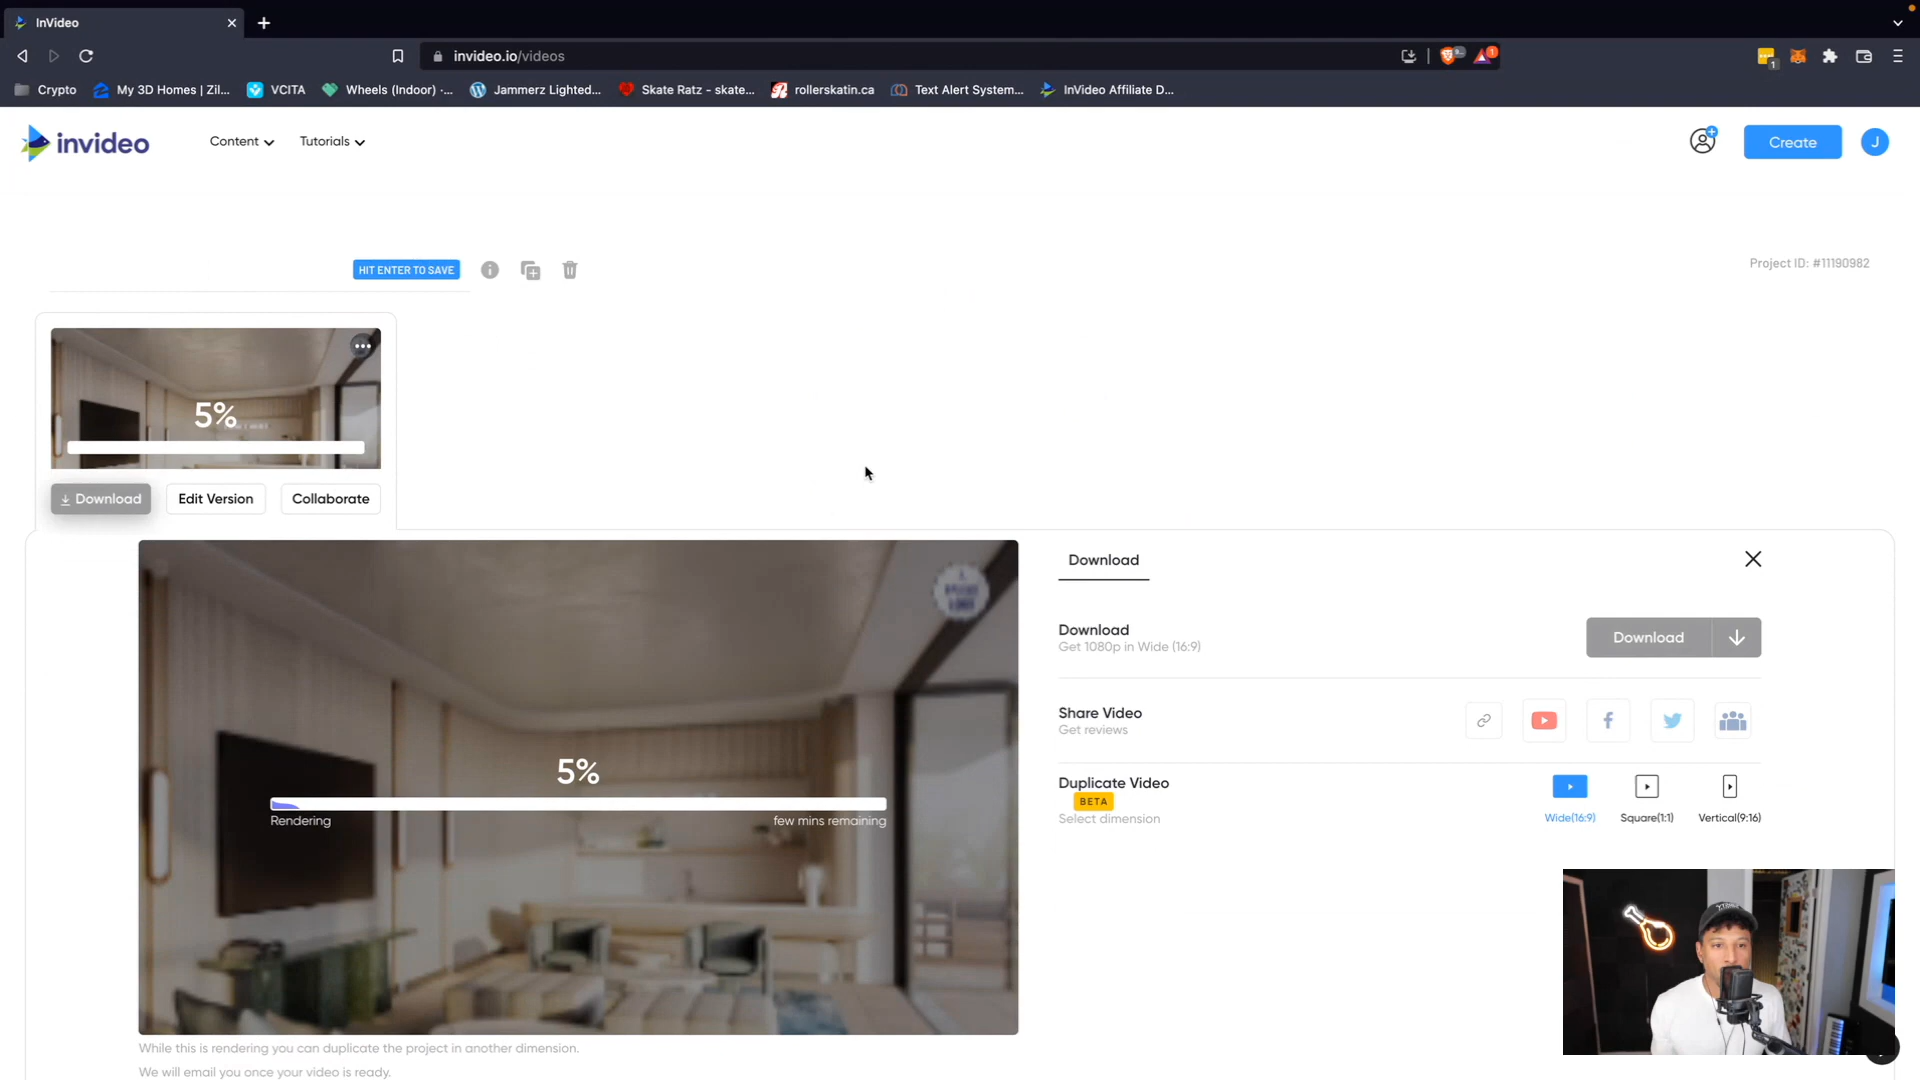 InVideo
invideo.io/videos
1
1
Crypto
My 3D Homes | Zil...
VCITA
Wheels (Indoor) -...
Jammerz Lighted...
Skate Ratz - skate...
rollerskatin.ca
Text Alert System...
InVideo Affiliate D...
invideo
Content
Tutorials
Create
J
HIT ENTER TO SAVE
Project ID: #11190982
5%
Download
Edit Version
Collaborate
Download
Download
Get 1080p in Wide (16:9)
Download
Share Video
Get reviews
5%
Rendering
few mins remaining
Duplicate Video
BETA
Select dimension
Wide(16:9)
Square(1:1)
Vertical(9:16)
While this is rendering you can duplicate the project in another dimension.
We will email you once your video is ready.